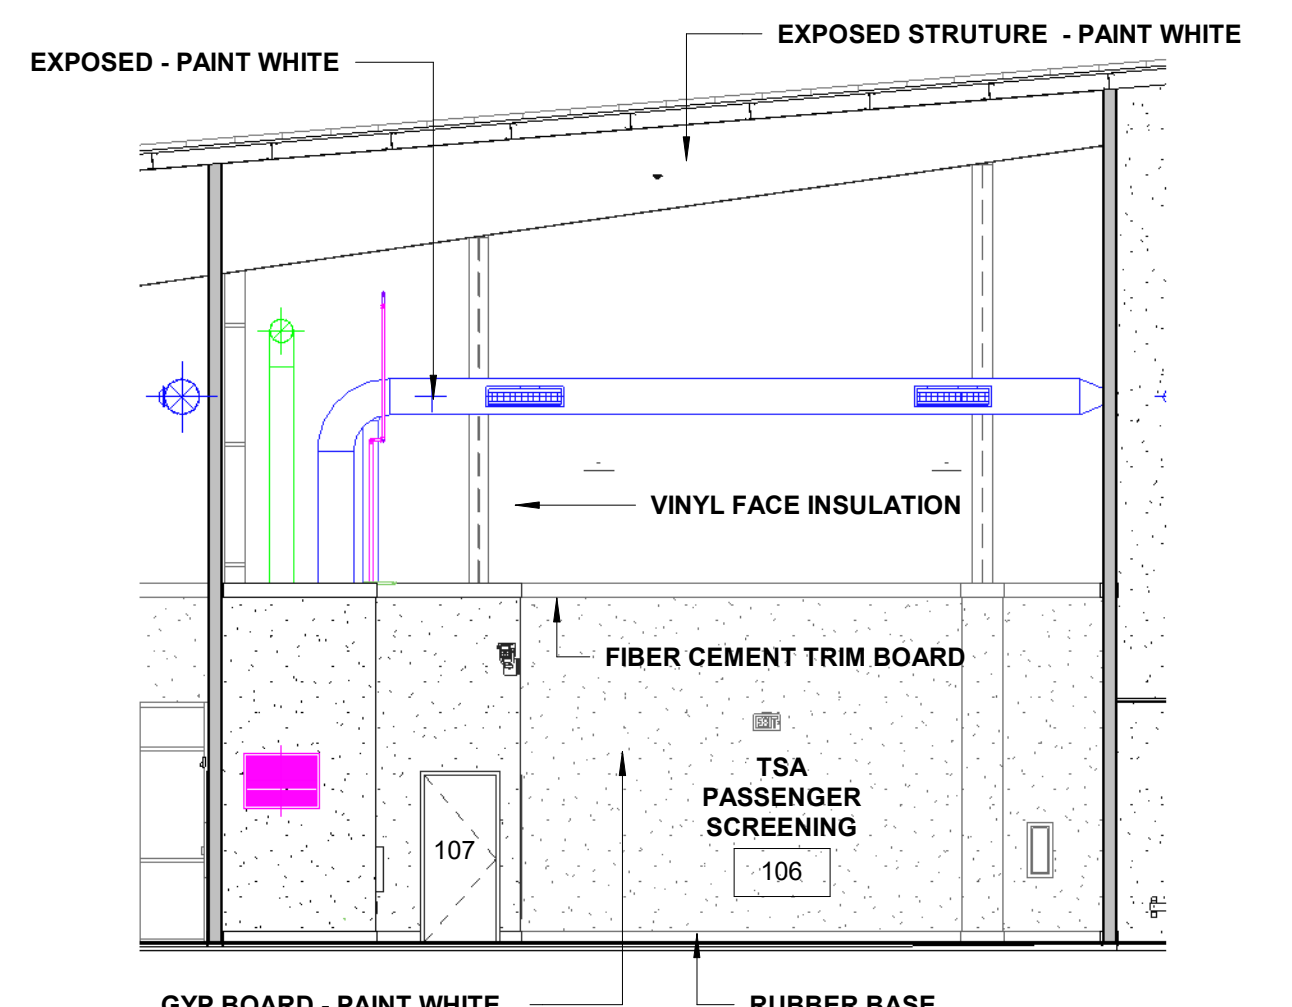 EXPOSED STRUTURE - PAINT WHITE
EXPOSED - PAINT WHITE
VINYL FACE INSULATION
FIBER CEMENT TRIM BOARD
EXIT
TSA
PASSENGER
SCREENING
107
106
GYP BOARD - PAINT WHITE
RUBBER BASE